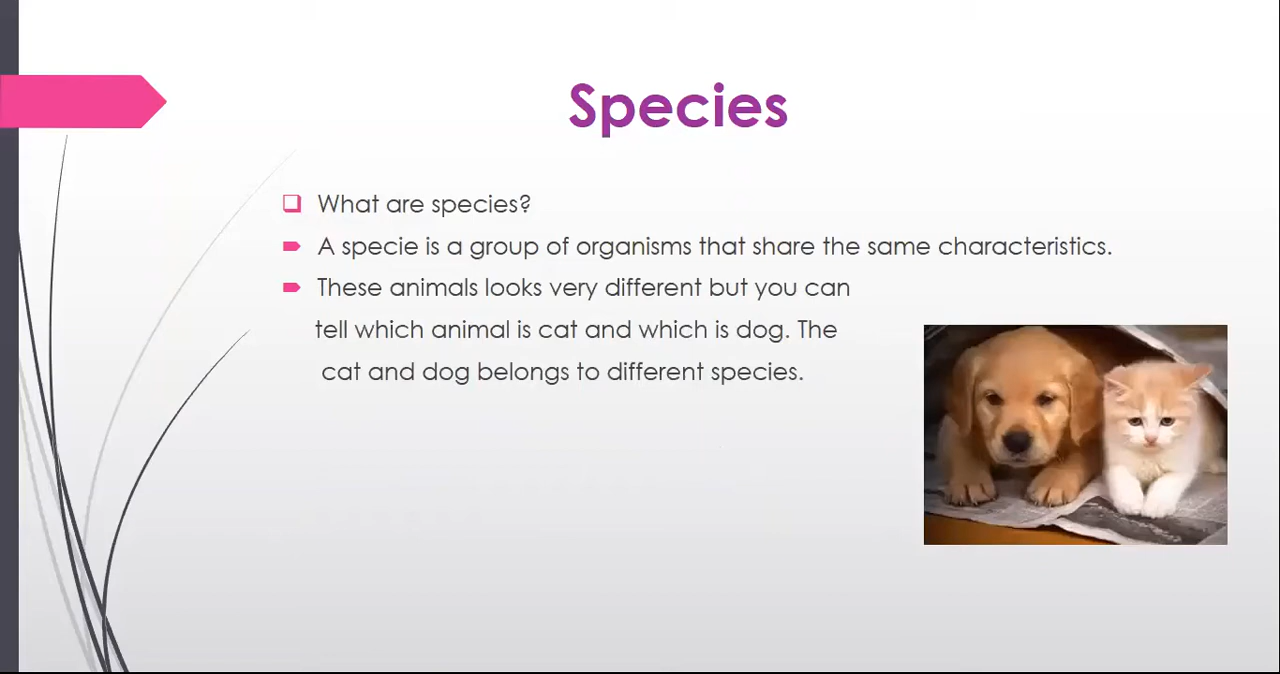 Species
What are species?
A specie is a group of organisms that share the same characteristics.
These animals looks very different but you can
tell which animal is cat and which is dog. The
cat and dog belongs to different species.